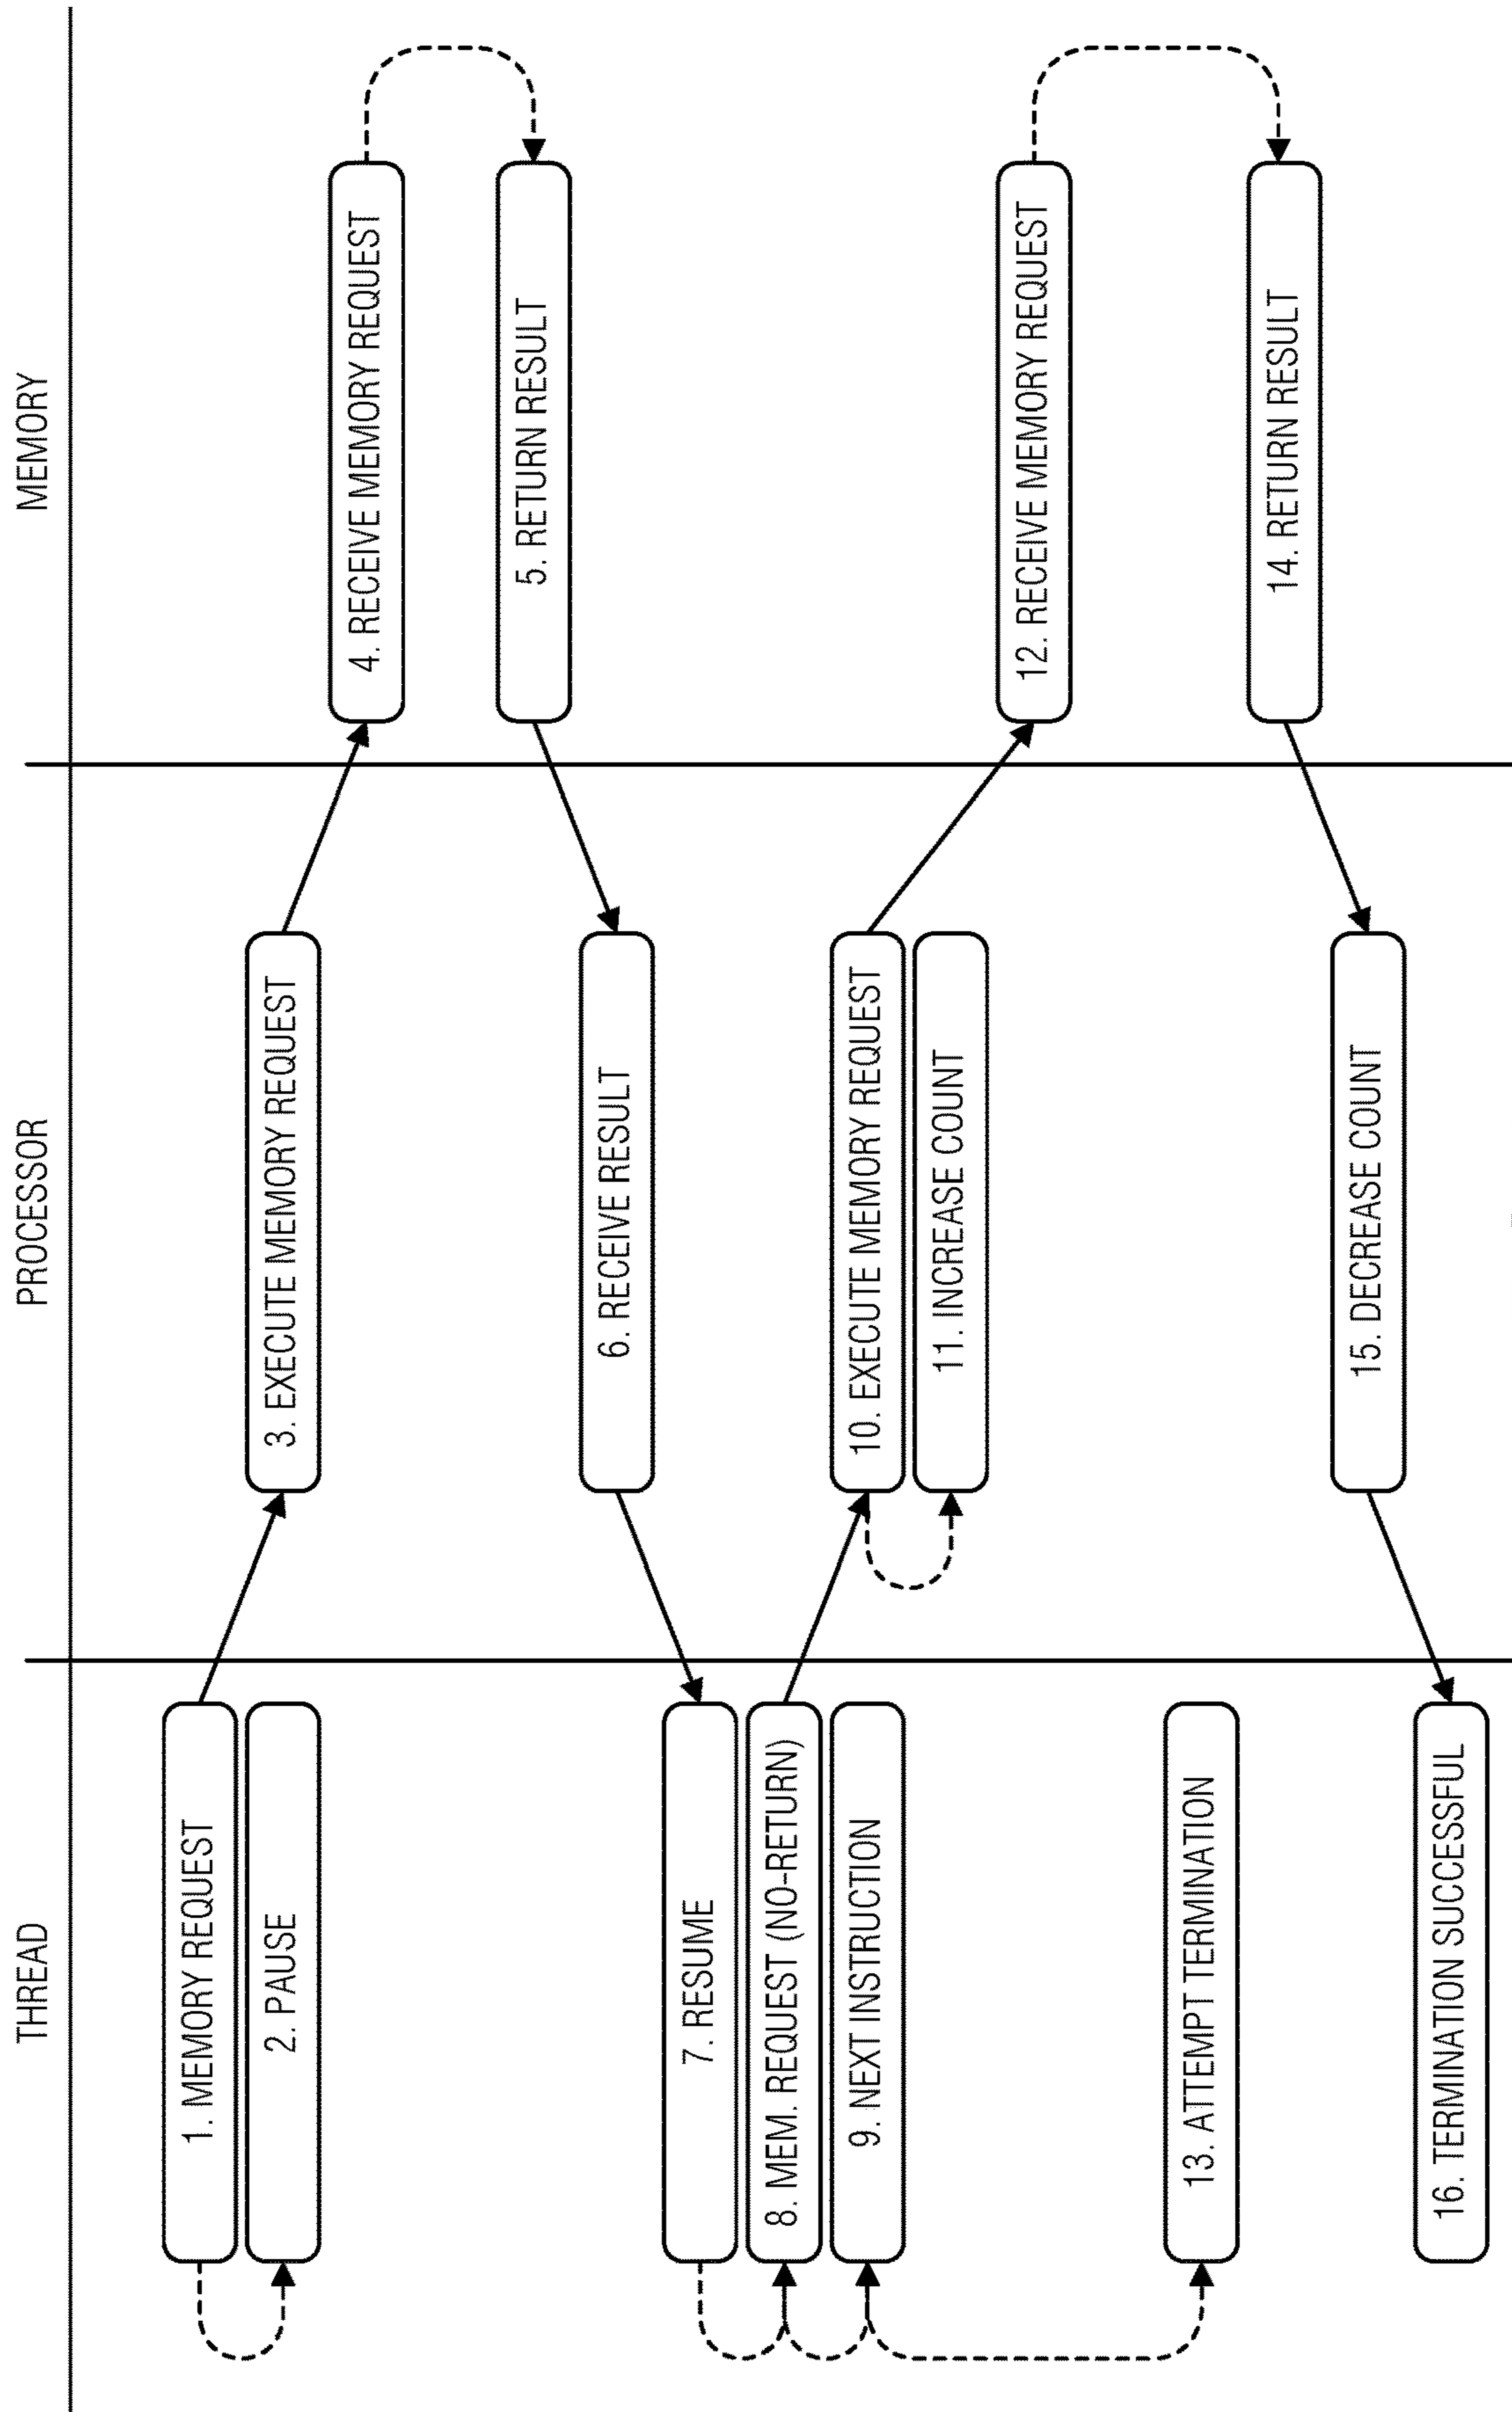 THREAD
PROCESSOR
MEMORY
1. MEMORY REQUEST
2. PAUSE
3. EXECUTE MEMORY REQUEST
4. RECEIVE MEMORY REQUEST
5. RETURN RESULT
6. RECEIVE RESULT
7. RESUME
8. MEM. REQUEST (NO-RETURN)
9. NEXT INSTRUCTION
10. EXECUTE MEMORY REQUEST
11. INCREASE COUNT
12. RECEIVE MEMORY REQUEST
13. ATTEMPT TERMINATION
14. RETURN RESULT
15. DECREASE COUNT
16. TERMINATION SUCCESSFUL